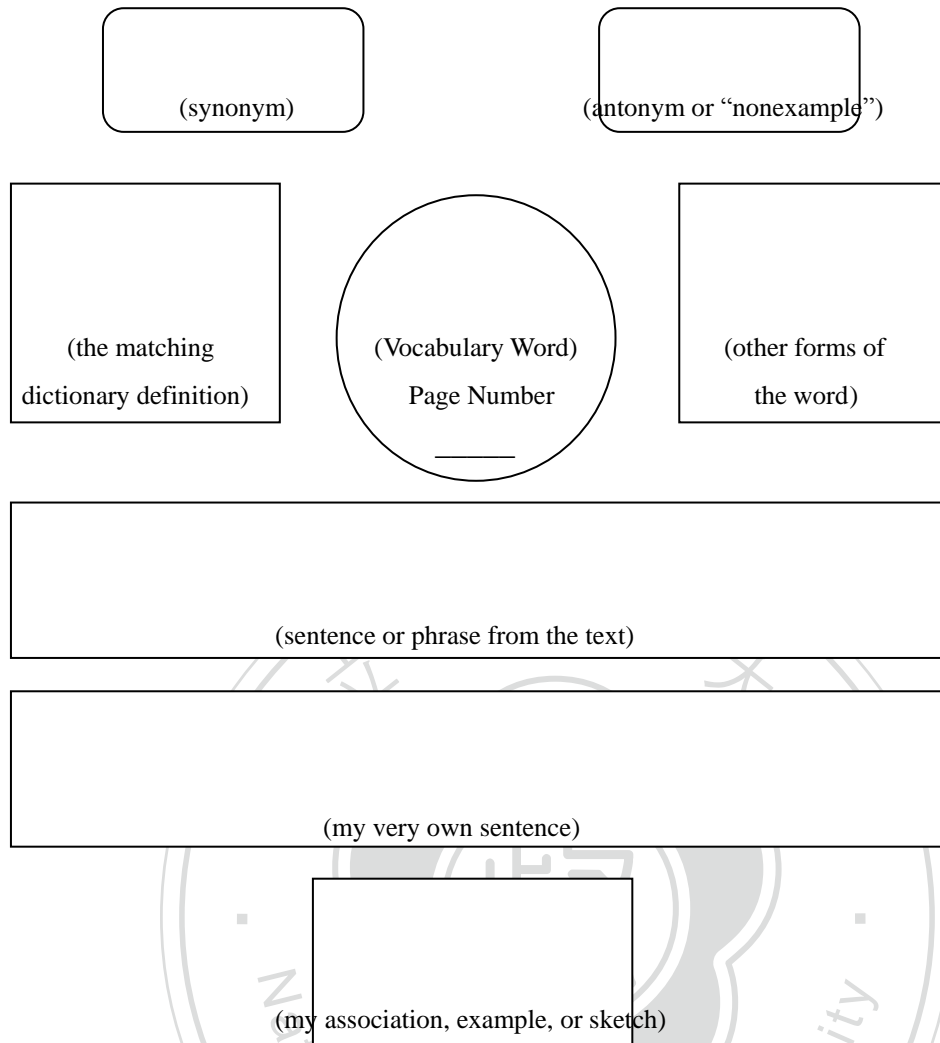 (synonym)
(antonym or “nonexample”)
(the matching
dictionary definition)
(Vocabulary Word)
Page Number
_____
(other forms of
the word)
(sentence or phrase from the text)
(my very own sentence)
(my association, example, or sketch)